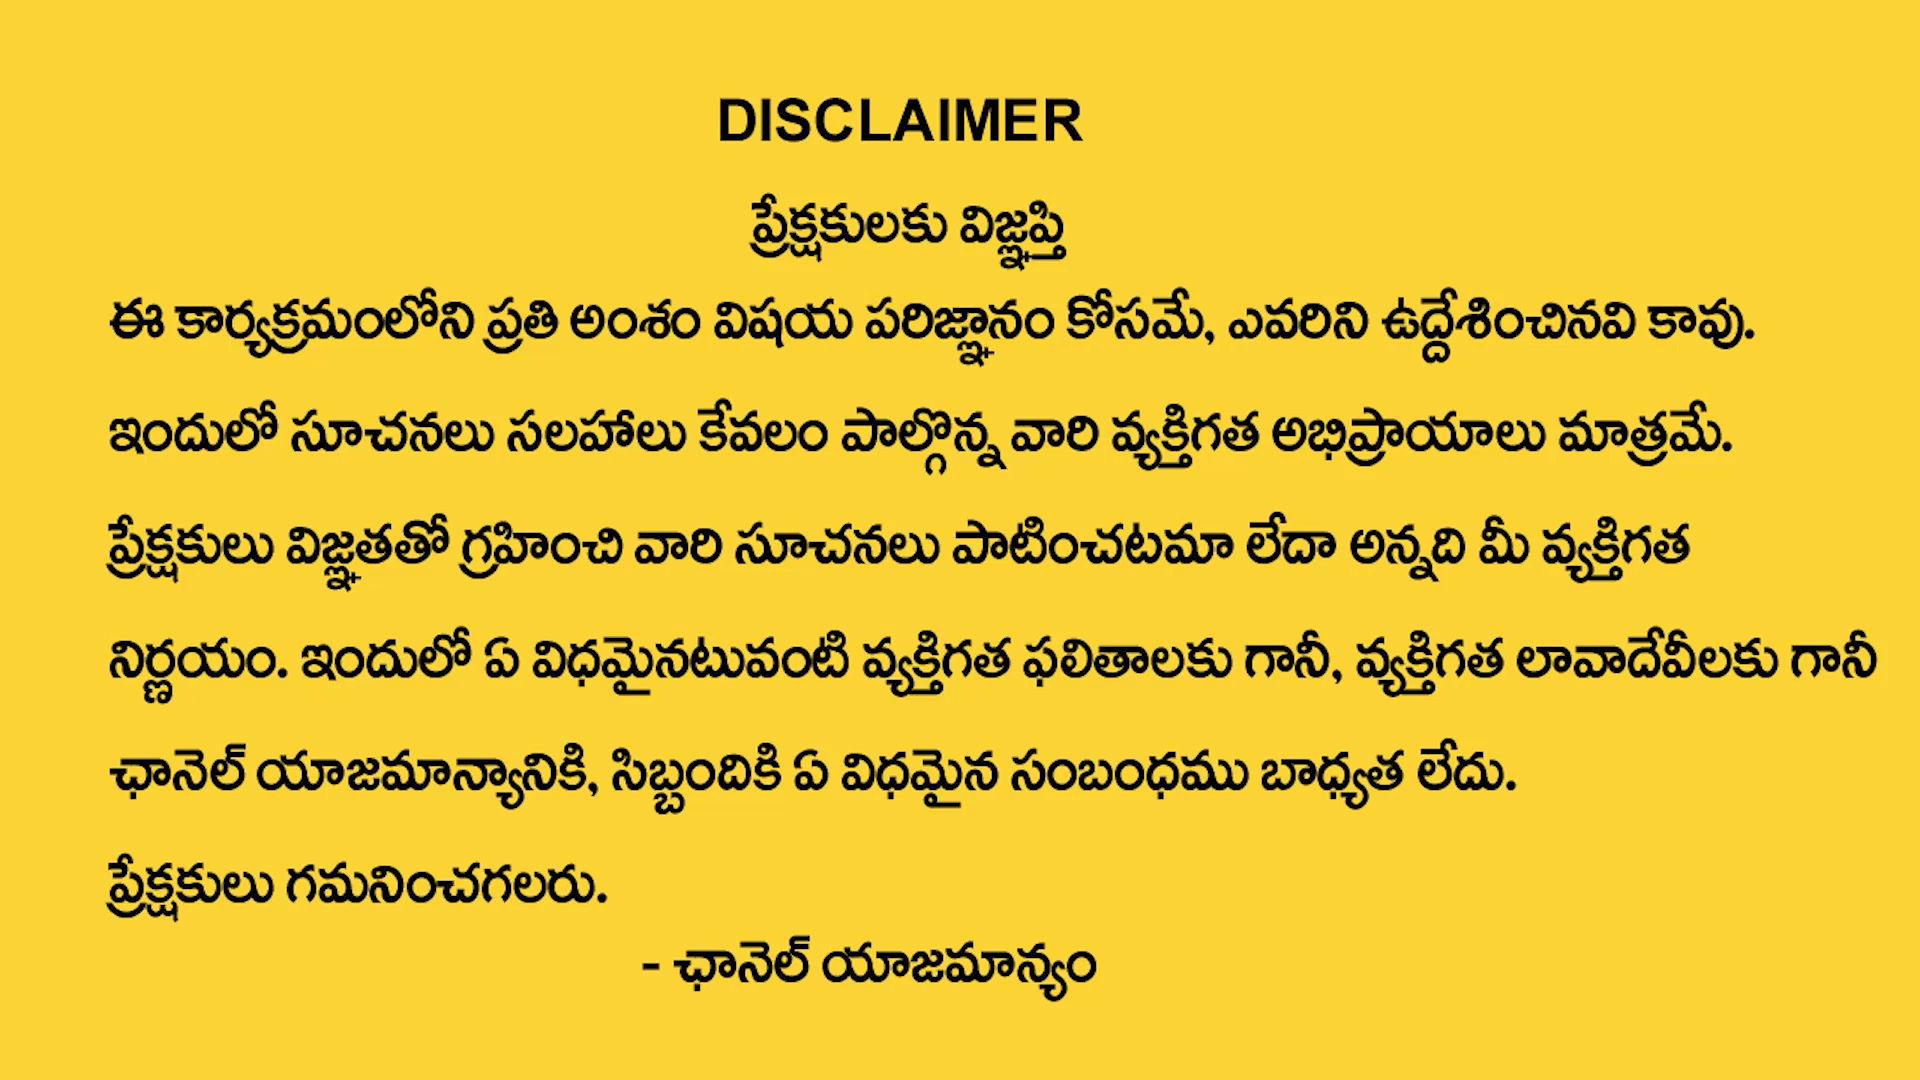 DISCLAIMER
ప్రేక్షకులకు విజ్ఞప్తి
ఈ కార్యక్రమంలోని ప్రతి అంశం విషయ పరిజ్ఞానం కోసమే, ఎవరిని ఉద్దేశించినవి కావు.
ఇందులో సూచనలు సలహాలు కేవలం పాల్గొన్న వారి వ్యక్తిగత అభిప్రాయాలు మాత్రమే.
ప్రేక్షకులు విజ్ఞతతో గ్రహించి వారి సూచనలు పాటించటమా లేదా అన్నది మీ వ్యక్తిగత
నిర్ణయం. ఇందులో ఏ విధమైనటువంటి వ్యక్తిగత ఫలితాలకు గానీ, వ్యక్తిగత లావాదేవీలకు గానీ
ఛానెల్ యాజమాన్యానికి, సిబ్బందికి ఏ విధమైన సంబంధము బాధ్యత లేదు.
ప్రేక్షకులు గమనించగలరు.
- ఛానెల్ యాజమాన్యం